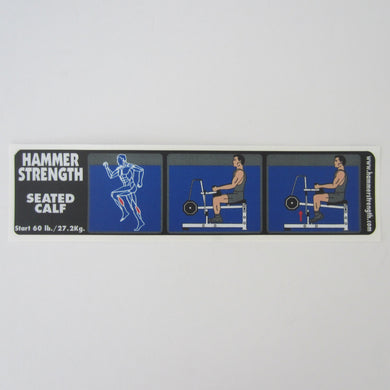 HAMMER
STRENGTH
SEATED
CALF
Start 60 lb./27.2Kg.
www.hammerstrength.com